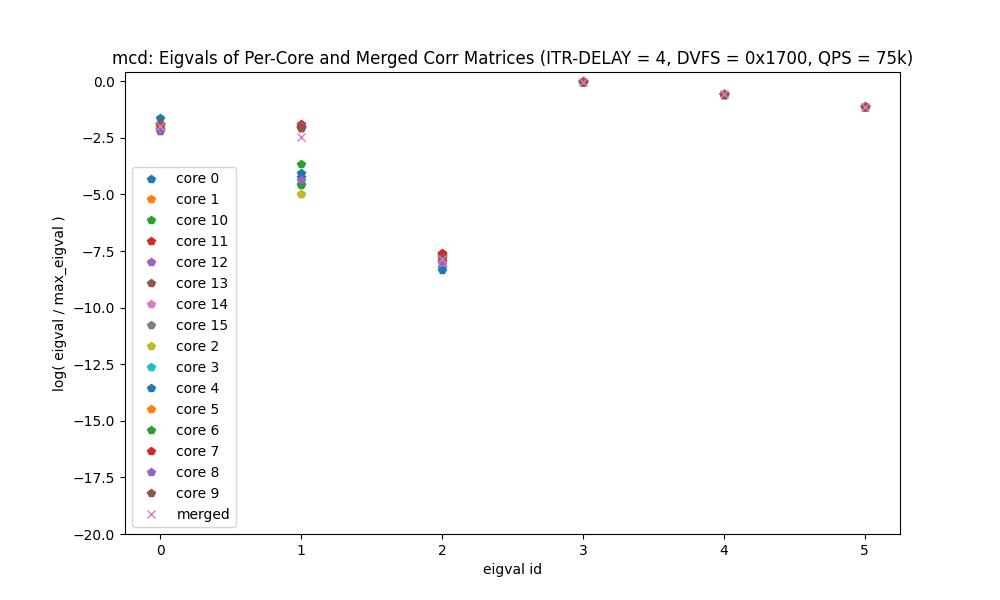 mcd: Eigvals of Per-Core and Merged Corr Matrices (ITR-DELAY = 4, DVFS = 0x1700, QPS = 75k)
log( eigval / max_eigval )
0.0
−2.5
−5.0
−7.5
−10.0
−12.5
−15.0
−17.5
−20.0
core 0
core 1
core 10
core 11
core 12
core 13
core 14
core 15
core 2
core 3
core 4
core 5
core 6
core 7
core 8
core 9
merged
0 1 2 3 4 5
eigval id